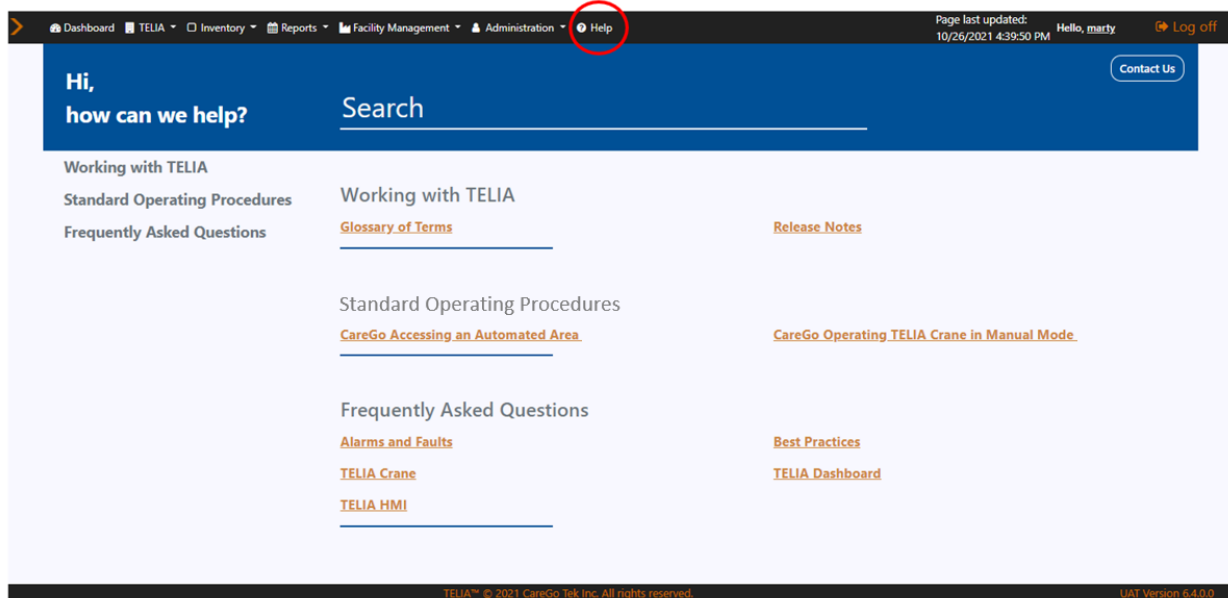 Dashboard TELIA Inventory Reports Facility Management Administration Help
Page last updated:
10/26/2021 4:39:50 PM
Hello, marty
Log off
Hi,
how can we help?
Search
Contact Us
Working with TELIA
Standard Operating Procedures
Frequently Asked Questions
Working with TELIA
Glossary of Terms
Release Notes
Standard Operating Procedures
CareGo Accessing an Automated Area
CareGo Operating TELIA Crane in Manual Mode
Frequently Asked Questions
Alarms and Faults
Best Practices
TELIA Crane
TELIA Dashboard
TELIA HMI
TELIA™ © 2021 CareGo Tek Inc. All rights reserved.
UAT Version 6.4.0.0